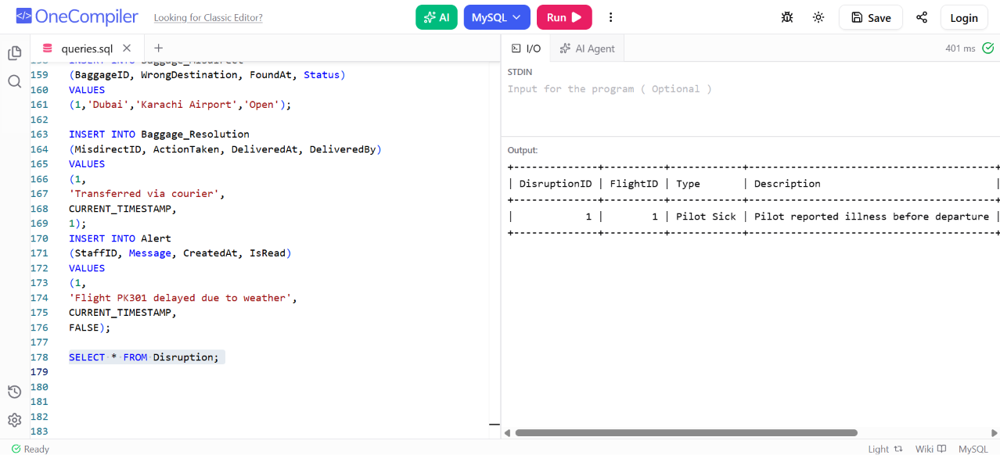 OneCompiler
Looking for Classic Editor?
AI
MySQL
Run
Save
Login
queries.sql
I/O
AI Agent
401 ms
159 (BaggageID, WrongDestination, FoundAt, Status)
160 VALUES
161 (1,'Dubai','Karachi Airport','Open');
162
163 INSERT INTO Baggage_Resolution
164 (MisdirectID, ActionTaken, DeliveredAt, DeliveredBy)
165 VALUES
166 (1,
167 'Transferred via courier',
168 CURRENT_TIMESTAMP,
169 1);
170 INSERT INTO Alert
171 (StaffID, Message, CreatedAt, IsRead)
172 VALUES
173 (1,
174 'Flight PK301 delayed due to weather',
175 CURRENT_TIMESTAMP,
176 FALSE);
177
178 SELECT * FROM Disruption;
179
180
181
182
183
STDIN
Input for the program ( Optional )
Output:
+--------------+----------+------------+--------------------------------------+
| DisruptionID | FlightID | Type       | Description                          |
+--------------+----------+------------+--------------------------------------+
|            1 |        1 | Pilot Sick | Pilot reported illness before departure |
+--------------+----------+------------+--------------------------------------+
Ready
Light
Wiki
MySQL